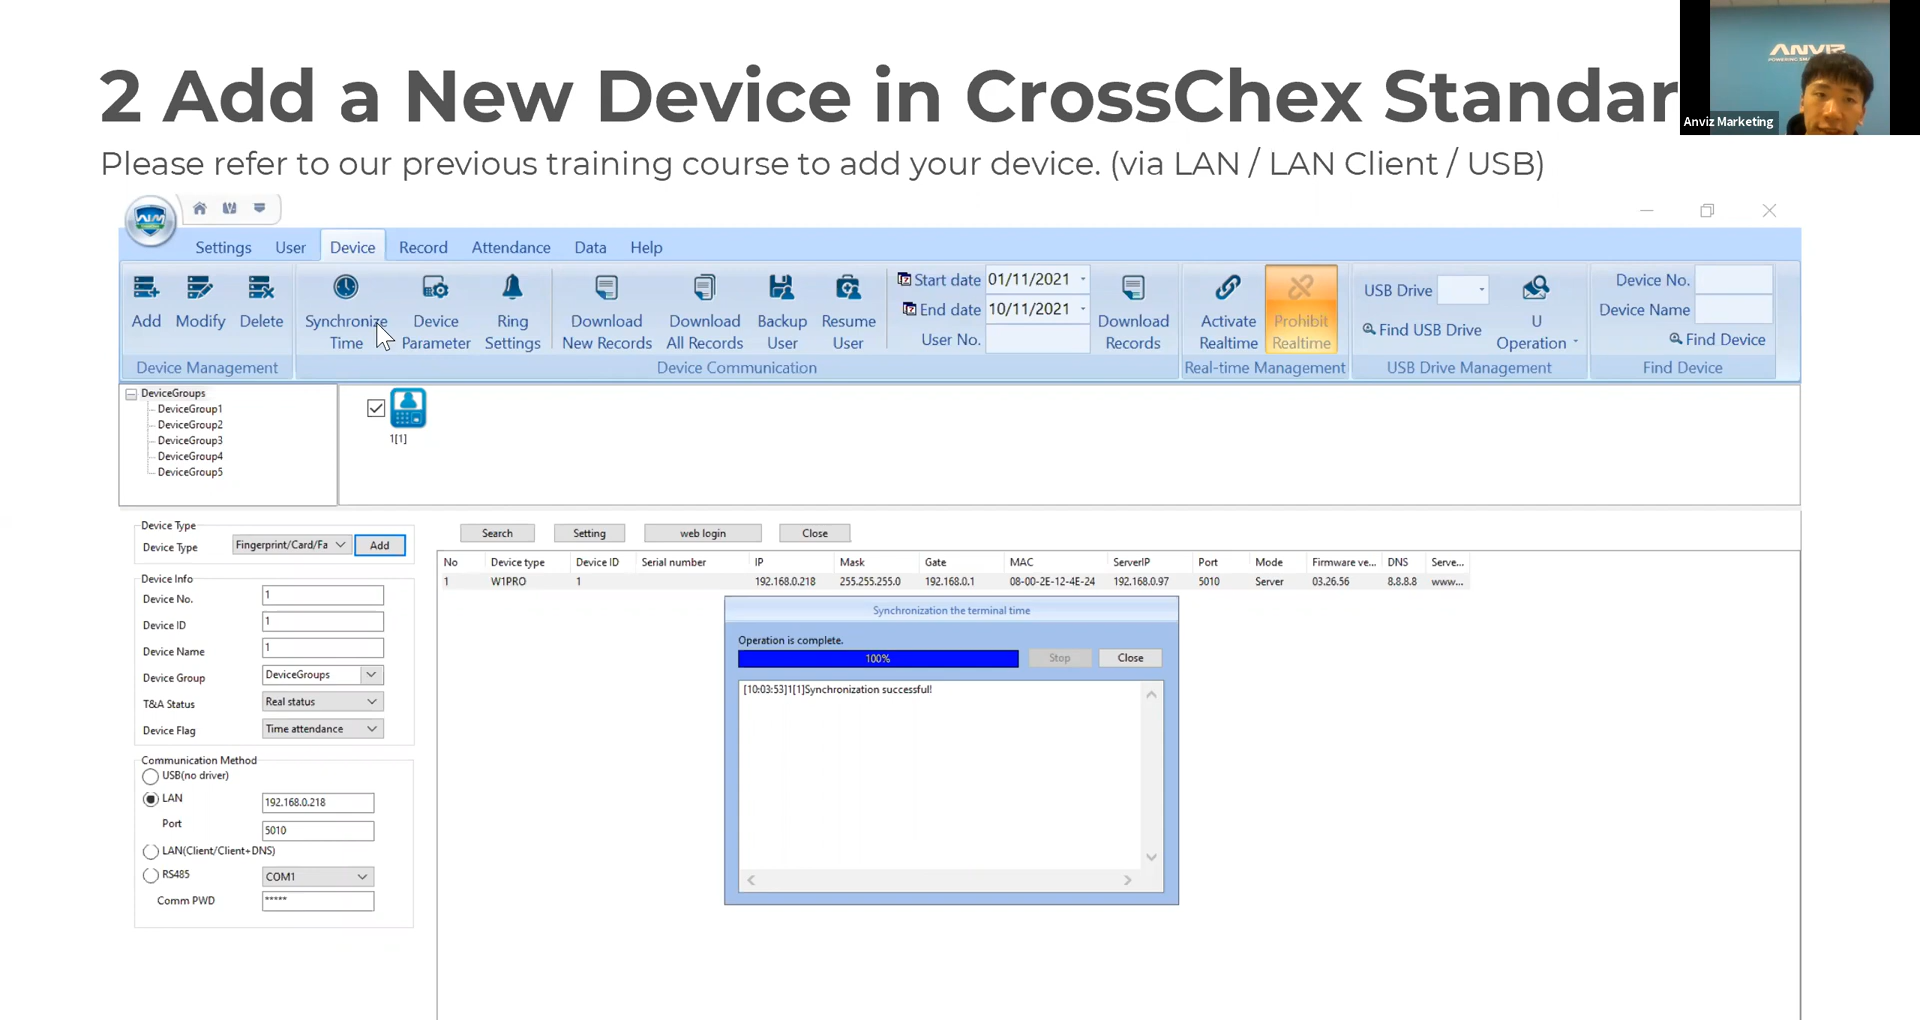 2 Add a New Device in CrossChex Standar
Please refer to our previous training course to add your device. (via LAN / LAN Client / USB)
ANVIZ
Anviz Marketing
Settings User Device Record Attendance Data Help
Add Modify Delete
Device Management
Synchronize Time
Device Parameter
Ring Settings
Download New Records
Download All Records
Backup User
Resume User
Start date 01/11/2021
End date 10/11/2021
User No.
Download Records
Device Communication
Activate Realtime
Prohibit Realtime
Real-time Management
USB Drive
Find USB Drive
U Operation
USB Drive Management
Device No.
Device Name
Find Device
Find Device
DeviceGroups
DeviceGroup1
DeviceGroup2
DeviceGroup3
DeviceGroup4
DeviceGroup5
1[1]
Device Type
Device Type Fingerprint/Card/Fa Add
Device Info
Device No. 1
Device ID 1
Device Name 1
Device Group DeviceGroups
T&A Status Real status
Device Flag Time attendance
Communication Method
USB(no driver)
LAN 192.168.0.218
Port 5010
LAN(Client/Client+DNS)
RS485 COM1
Comm PWD *****
Search Setting web login Close
No Device type Device ID Serial number IP Mask Gate MAC ServerIP Port Mode Firmware ve... DNS Serve...
1 W1PRO 1 192.168.0.218 255.255.255.0 192.168.0.1 08-00-2E-12-4E-24 192.168.0.97 5010 Server 03.26.56 8.8.8.8 www...
Synchronization the terminal time
Operation is complete.
100% Stop Close
[10:03:53]1[1]Synchronization successful!